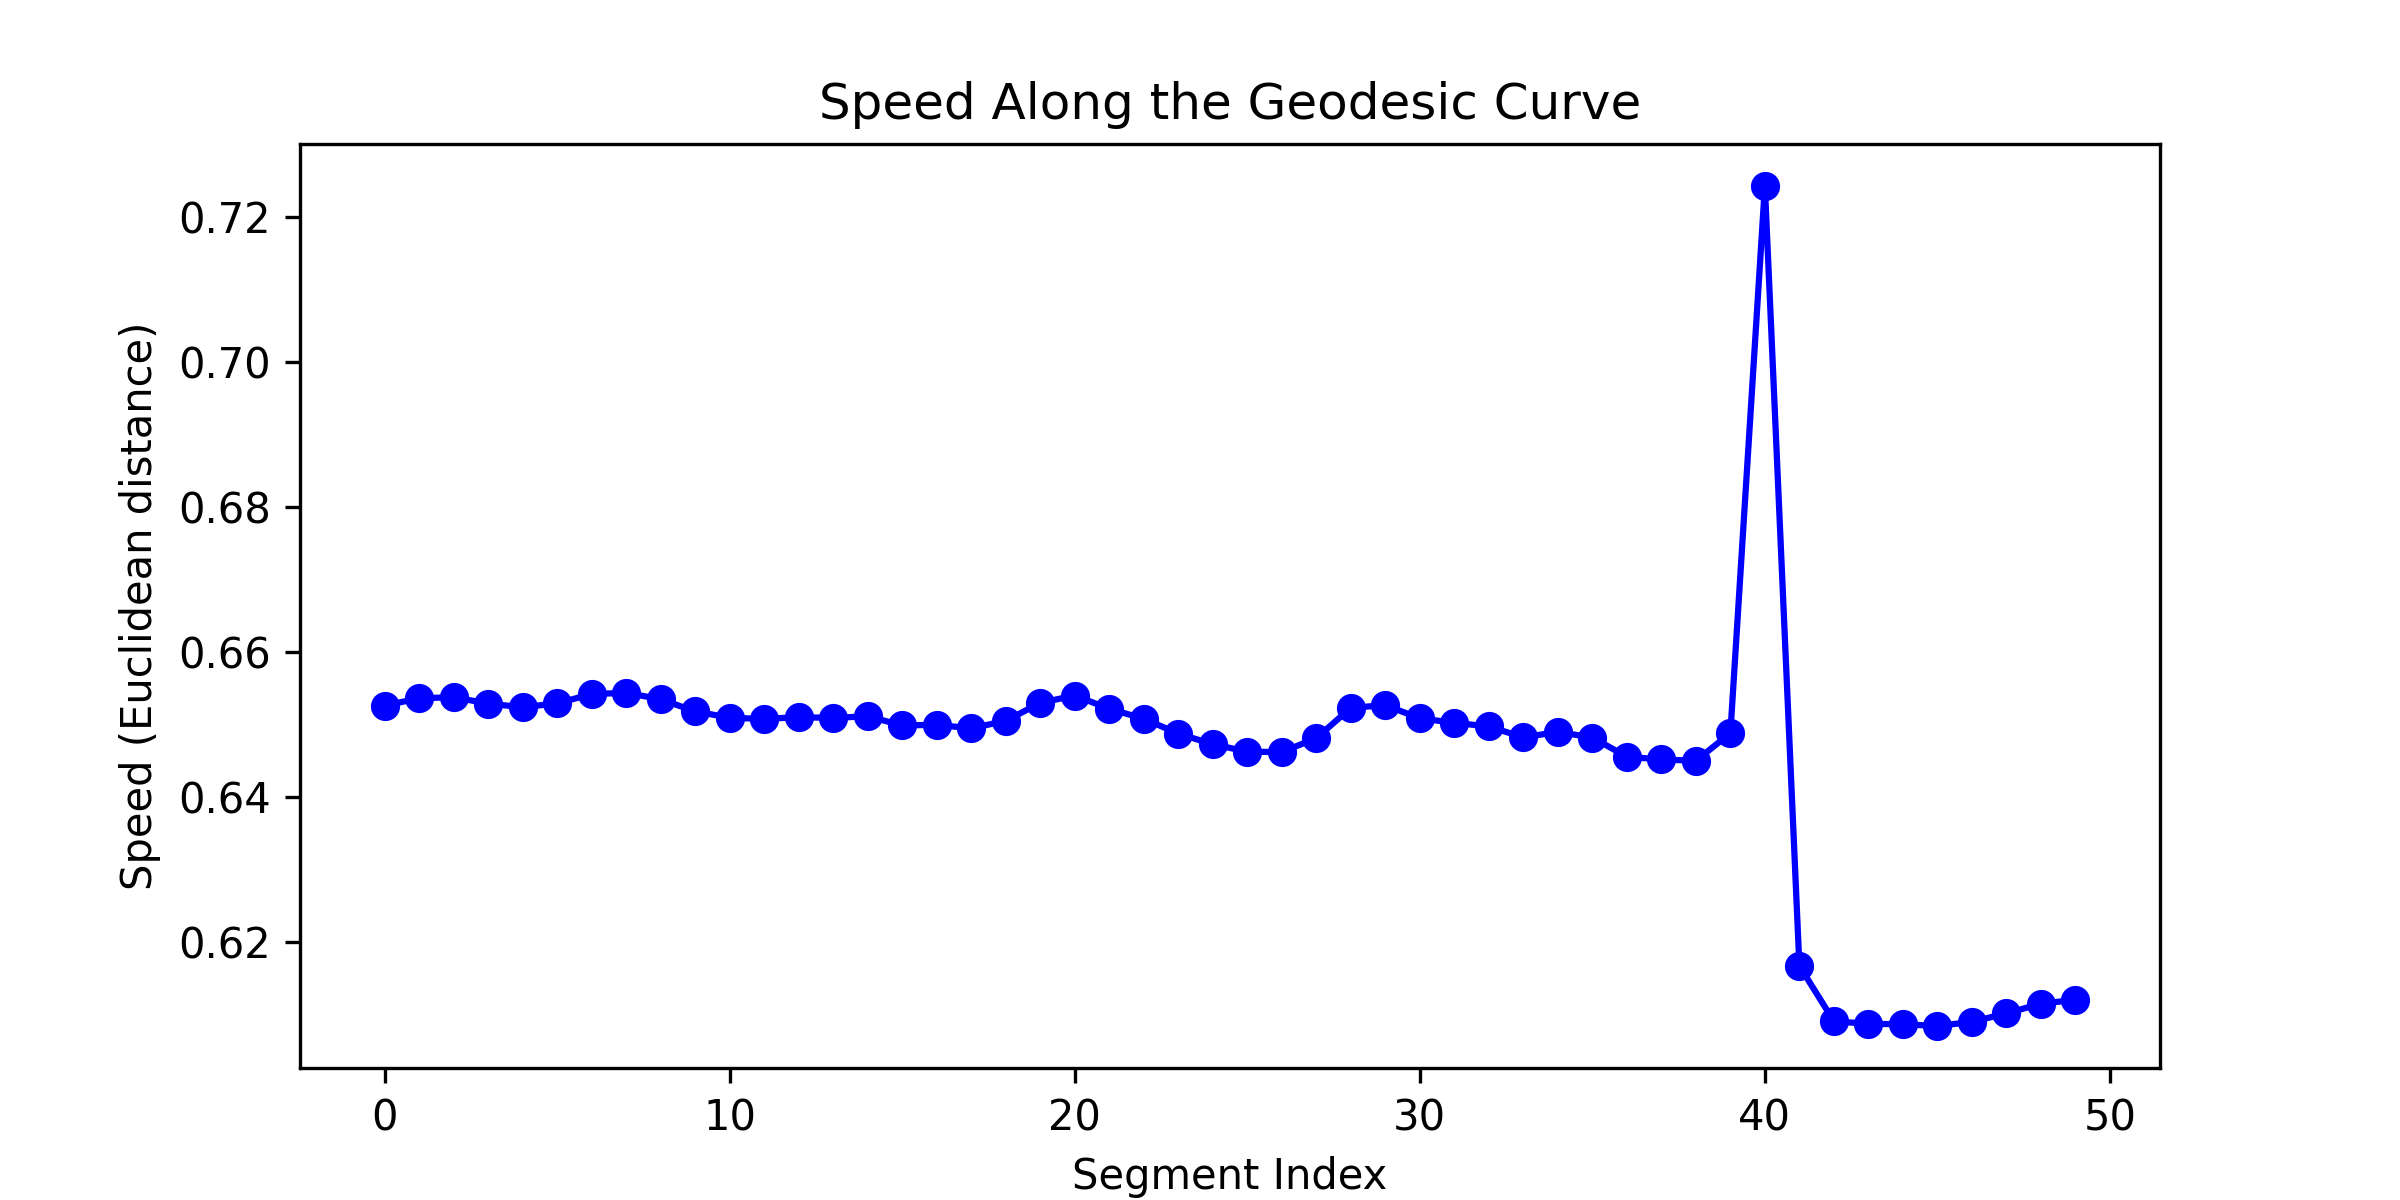 Speed Along the Geodesic Curve
Speed (Euclidean distance)
0.72
0.70
0.68
0.66
0.64
0.62
0 10 20 30 40 50
Segment Index